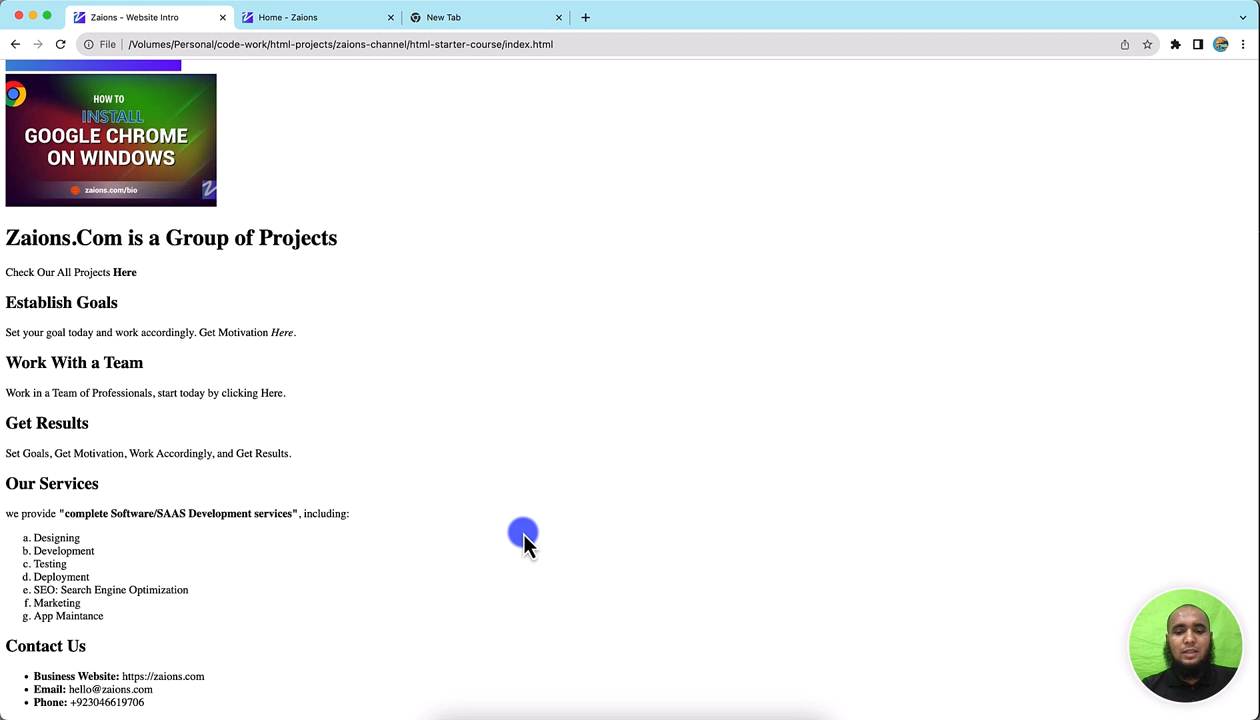 Zaions - Website Intro
Home - Zaions
New Tab
File
/Volumes/Personal/code-work/html-projects/zaions-channel/html-starter-course/index.html
HOW TO
INSTALL
GOOGLE CHROME
ON WINDOWS
zaions.com/bio
Zaions.Com is a Group of Projects
Check Our All Projects Here
Establish Goals
Set your goal today and work accordingly. Get Motivation Here.
Work With a Team
Work in a Team of Professionals, start today by clicking Here.
Get Results
Set Goals, Get Motivation, Work Accordingly, and Get Results.
Our Services
we provide "complete Software/SAAS Development services", including:
a. Designing
b. Development
c. Testing
d. Deployment
e. SEO: Search Engine Optimization
f. Marketing
g. App Maintance
Contact Us
• Business Website: https://zaions.com
• Email: hello@zaions.com
• Phone: +923046619706